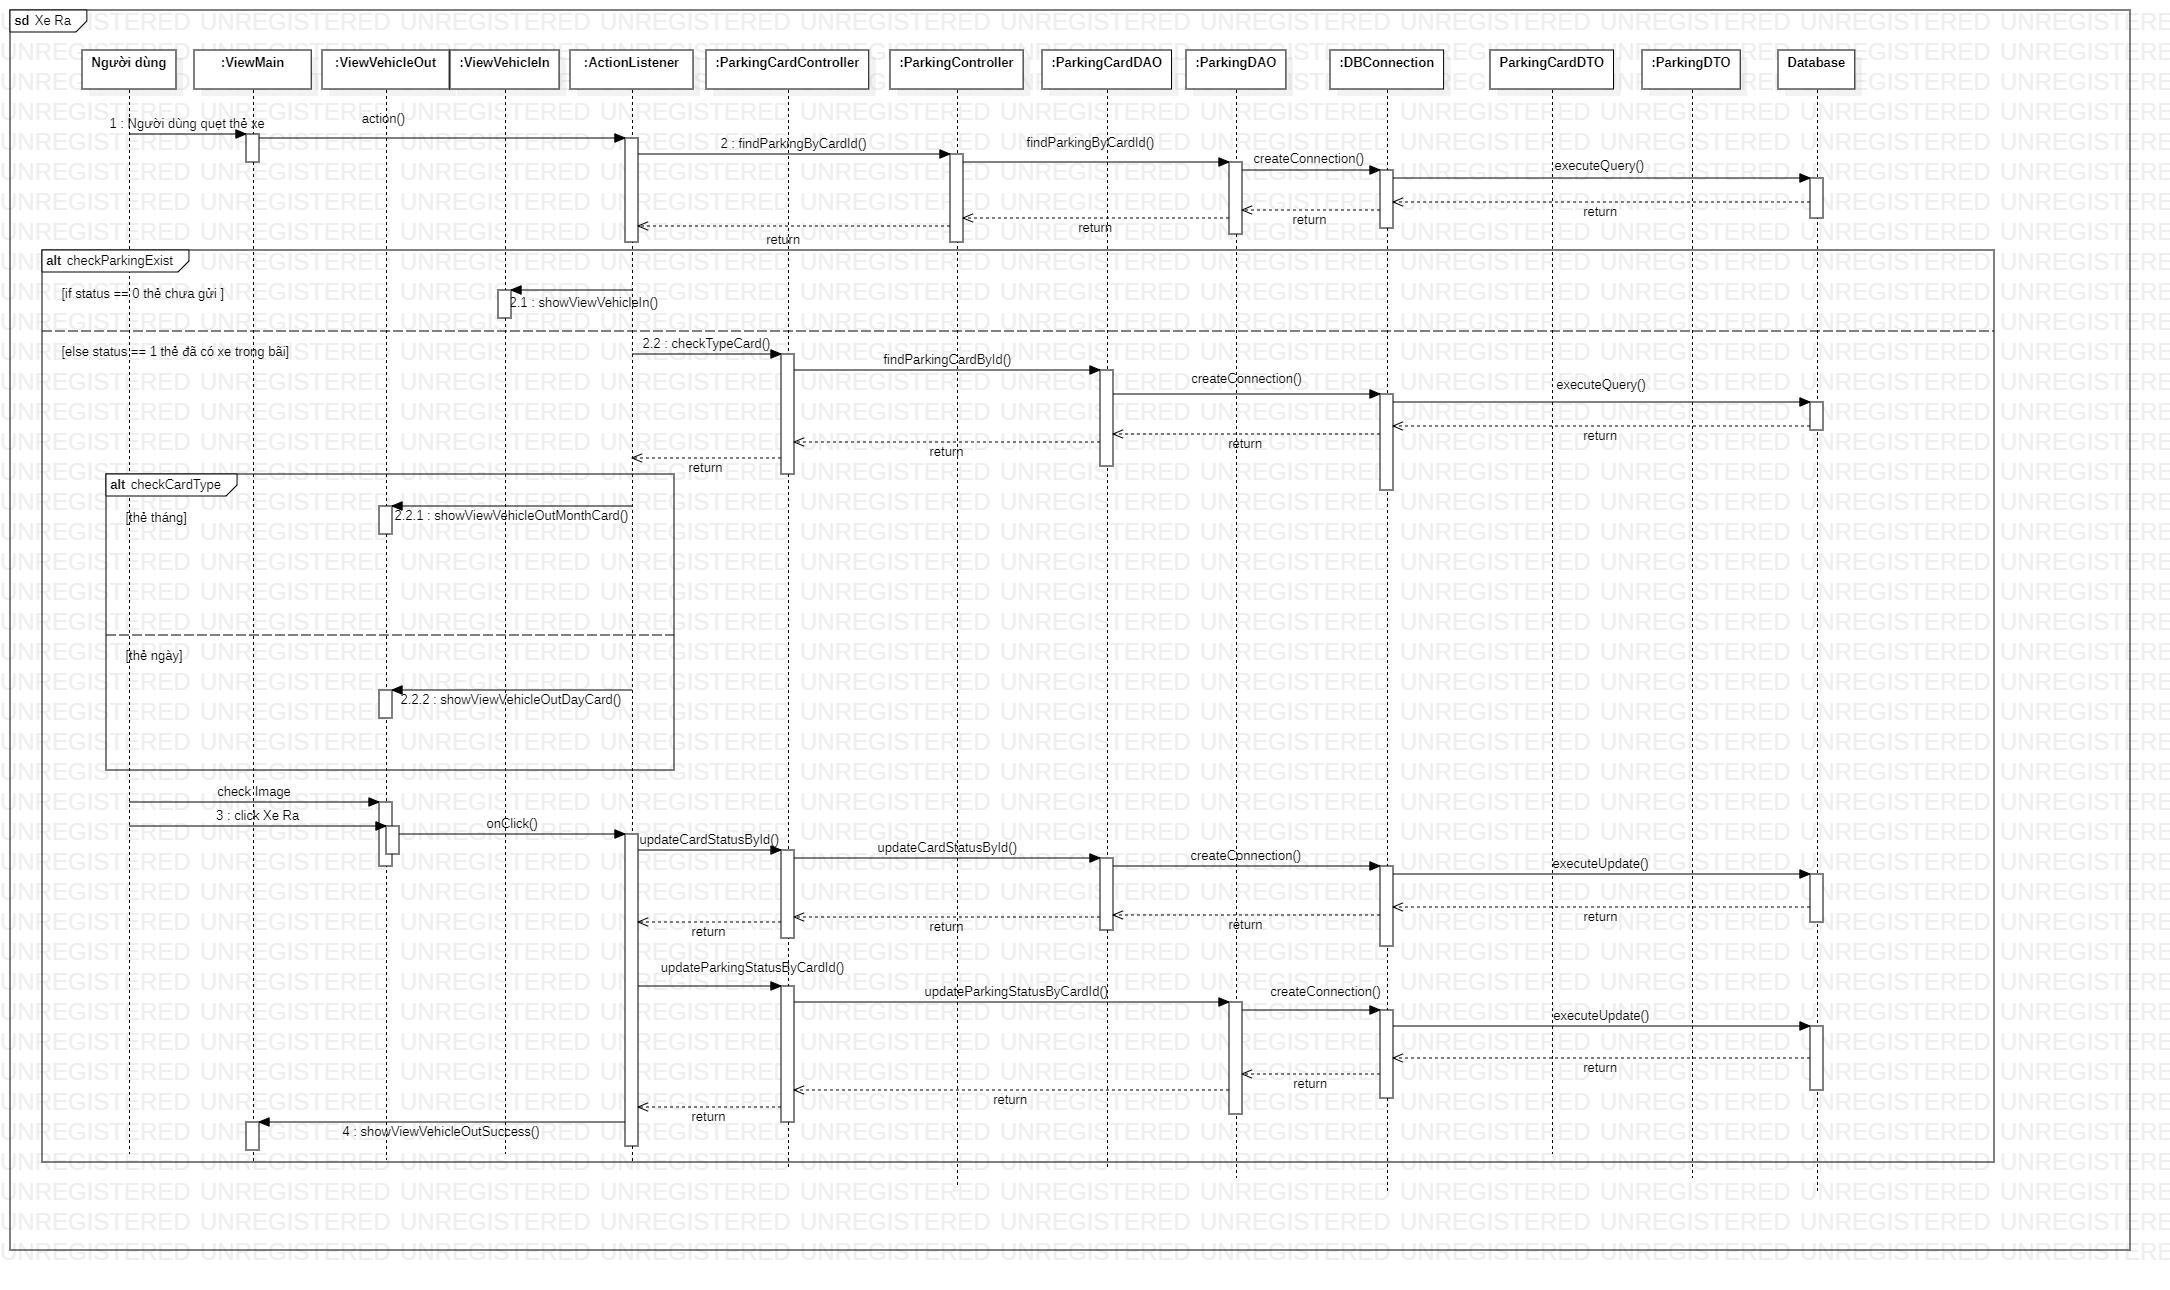 sd Xe Ra
Người dùng
:ViewMain
:ViewVehicleOut
:ViewVehicleIn
:ActionListener
:ParkingCardController
:ParkingController
:ParkingCardDAO
:ParkingDAO
:DBConnection
ParkingCardDTO
:ParkingDTO
Database
1 : Người dùng quẹt thẻ xe
action()
2 : findParkingByCardId()
findParkingByCardId()
createConnection()
executeQuery()
return
return
return
return
alt checkParkingExist
[if status == 0 thẻ chưa gửi ]
2.1 : showViewVehicleIn()
[else status == 1 thẻ đã có xe trong bãi]
2.2 : checkTypeCard()
findParkingCardById()
createConnection()
executeQuery()
return
return
return
return
alt checkCardType
[thẻ tháng]
2.2.1 : showViewVehicleOutMonthCard()
[thẻ ngày]
2.2.2 : showViewVehicleOutDayCard()
check Image
3 : click Xe Ra
onClick()
updateCardStatusById()
updateCardStatusById()
createConnection()
executeUpdate()
return
return
return
return
updateParkingStatusByCardId()
updateParkingStatusByCardId()
createConnection()
executeUpdate()
return
return
return
return
4 : showViewVehicleOutSuccess()
UNREGISTERED